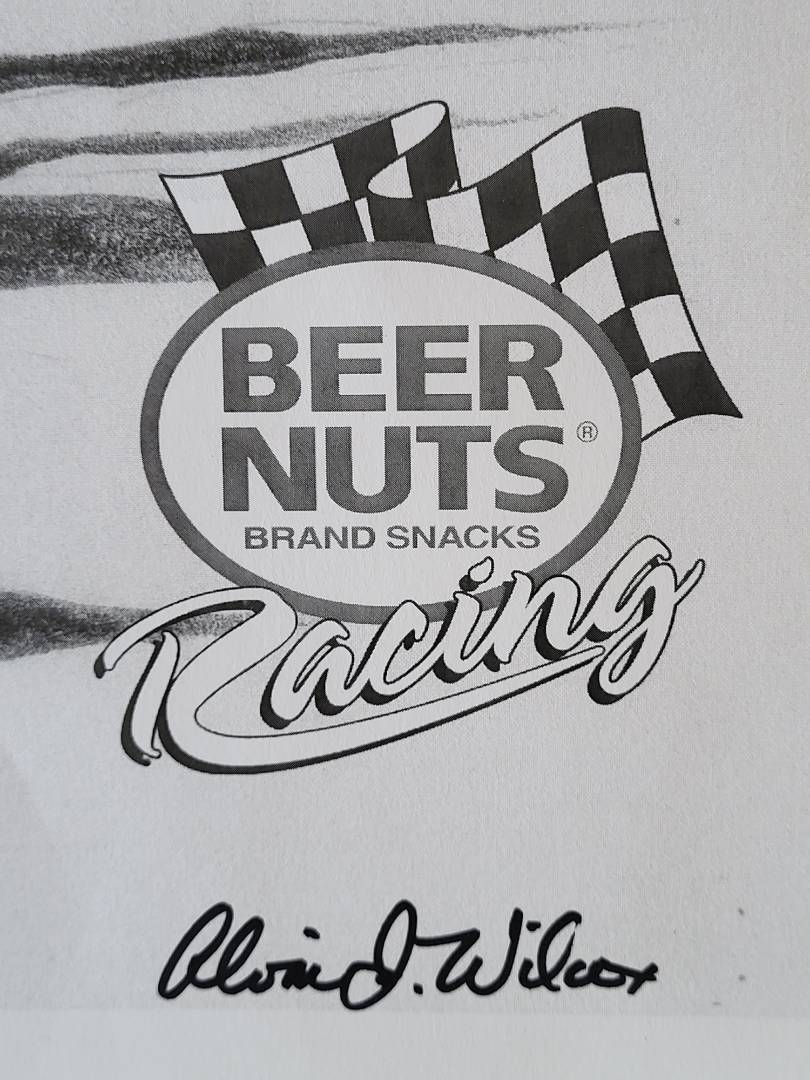 BEER
NUTS®
BRAND SNACKS
Racing
Alvin J. Wilcox